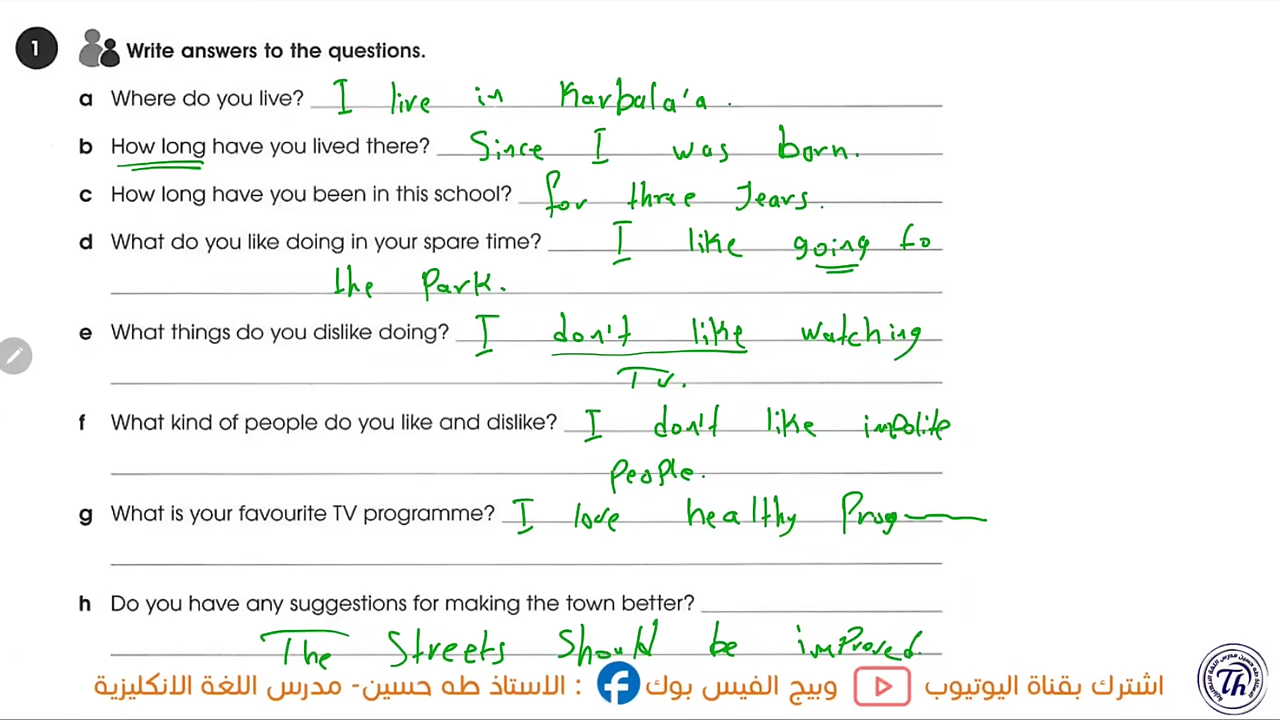 1 Write answers to the questions.
a Where do you live? I live in Karbala'a.
b How long have you lived there? Since I was born.
c How long have you been in this school? for three years.
d What do you like doing in your spare time? I like going to
the Park.
e What things do you dislike doing? I don't like watching
TV.
f What kind of people do you like and dislike? I don't like impolite
people.
g What is your favourite TV programme? I love healthy Prog
h Do you have any suggestions for making the town better?
The Streets Should be improved.
اشترك بقناة اليوتيوب وبيج الفيس بوك : الاستاذ طه حسين- مدرس اللغة الانكليزية
Th